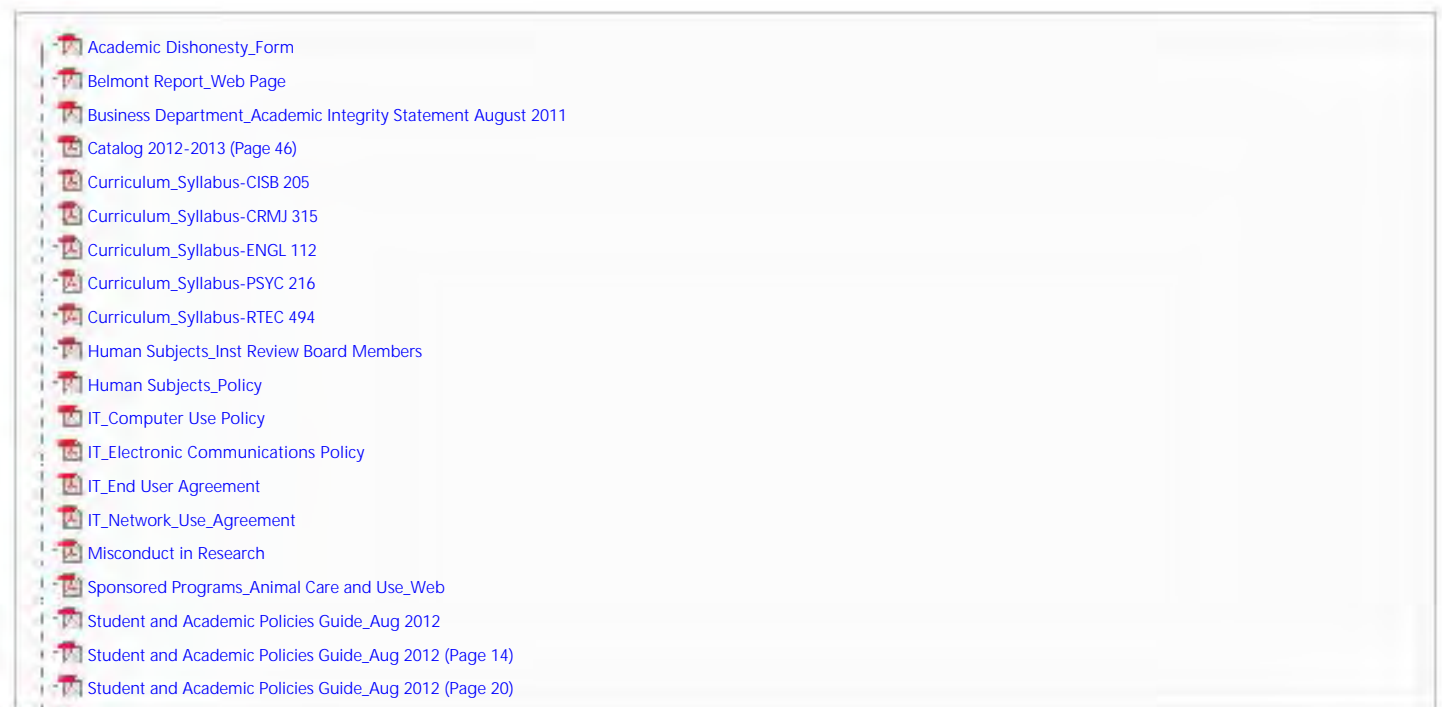 Academic Dishonesty_Form
Belmont Report_Web Page
Business Department_Academic Integrity Statement August 2011
Catalog 2012-2013 (Page 46)
Curriculum_Syllabus-CISB 205
Curriculum_Syllabus-CRMJ 315
Curriculum_Syllabus-ENGL 112
Curriculum_Syllabus-PSYC 216
Curriculum_Syllabus-RTEC 494
Human Subjects_Inst Review Board Members
Human Subjects_Policy
IT_Computer Use Policy
IT_Electronic Communications Policy
IT_End User Agreement
IT_Network_Use_Agreement
Misconduct in Research
Sponsored Programs_Animal Care and Use_Web
Student and Academic Policies Guide_Aug 2012
Student and Academic Policies Guide_Aug 2012 (Page 14)
Student and Academic Policies Guide_Aug 2012 (Page 20)